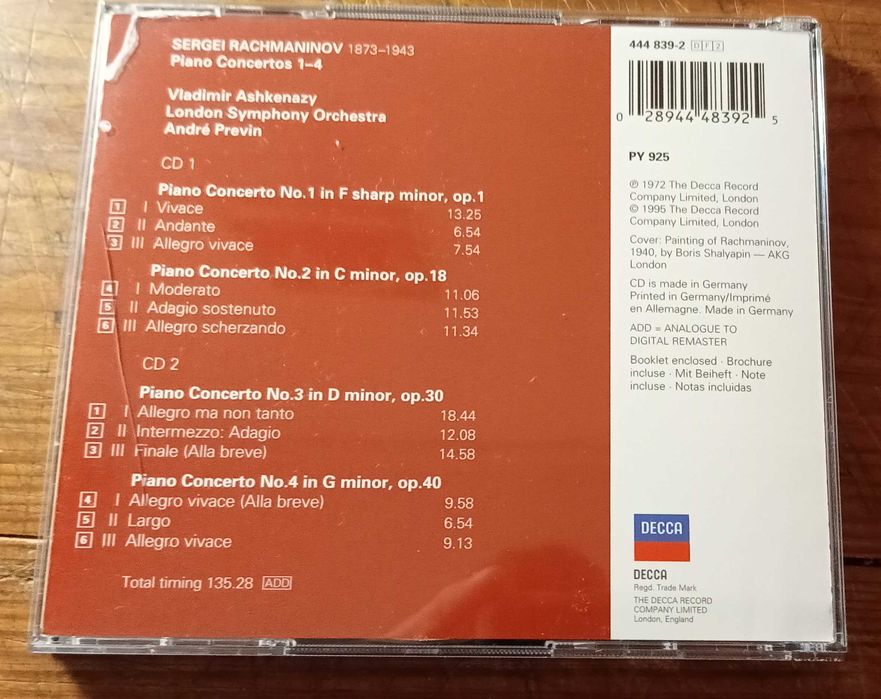 SERGEI RACHMANINOV 1873–1943
Piano Concertos 1–4
Vladimir Ashkenazy
London Symphony Orchestra
André Previn
CD 1
Piano Concerto No.1 in F sharp minor, op.1
1 I Vivace 13.25
2 II Andante 6.54
3 III Allegro vivace 7.54
Piano Concerto No.2 in C minor, op.18
4 I Moderato 11.06
5 II Adagio sostenuto 11.53
6 III Allegro scherzando 11.34
CD 2
Piano Concerto No.3 in D minor, op.30
1 I Allegro ma non tanto 18.44
2 II Intermezzo: Adagio 12.08
3 III Finale (Alla breve) 14.58
Piano Concerto No.4 in G minor, op.40
4 I Allegro vivace (Alla breve) 9.58
5 II Largo 6.54
6 III Allegro vivace 9.13
Total timing 135.28 ADD
444 839-2 DF2
0 28944 48392 5
PY 925
℗ 1972 The Decca Record
Company Limited, London
© 1995 The Decca Record
Company Limited, London
Cover: Painting of Rachmaninov,
1940, by Boris Shalyapin — AKG
London
CD is made in Germany
Printed in Germany/Imprimé
en Allemagne. Made in Germany
ADD = ANALOGUE TO
DIGITAL REMASTER
Booklet enclosed · Brochure
incluse · Mit Beiheft · Note
incluse · Notas incluidas
DECCA
DECCA
Regd. Trade Mark
THE DECCA RECORD
COMPANY LIMITED
London, England